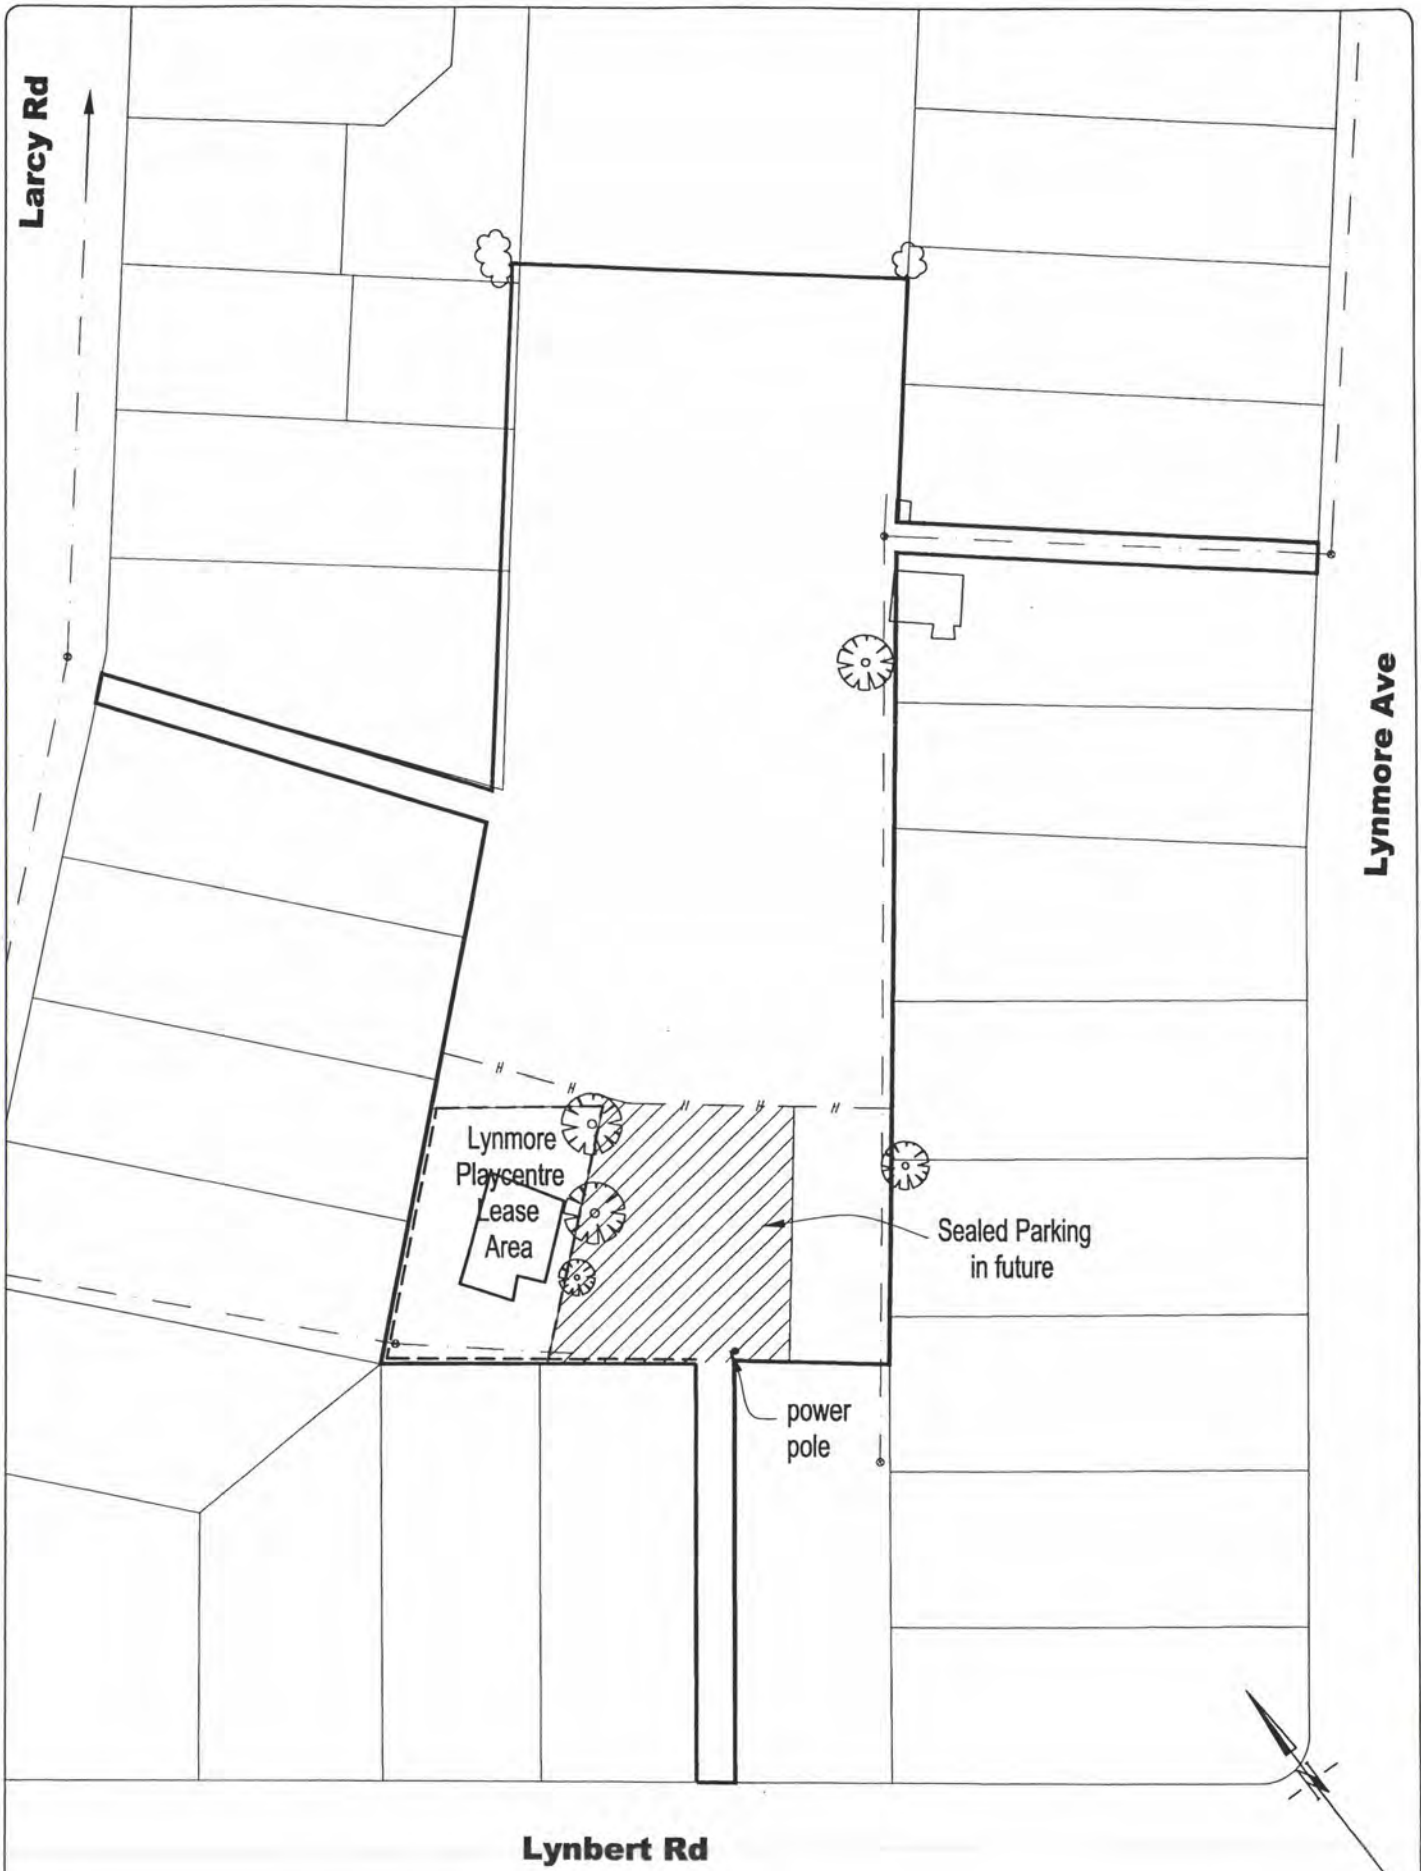 Larcy Rd
Lynmore Ave
Lynmore
Playcentre
Lease
Area
Sealed Parking
in future
power
pole
Lynbert Rd
N